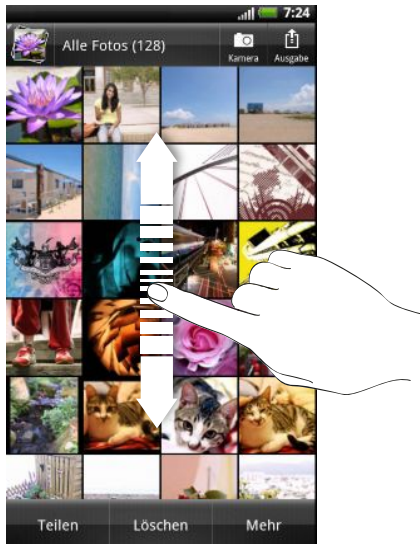 7:24
Alle Fotos (128)
Kamera
Ausgabe
Teilen
Löschen
Mehr